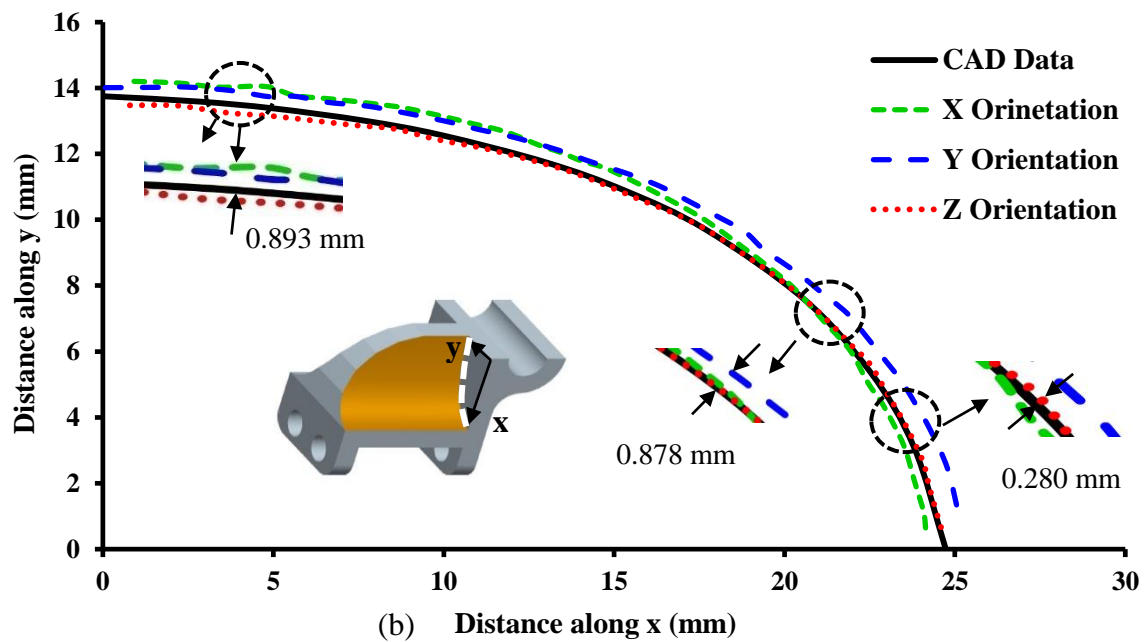 16
14
12
10
8
6
4
2
0
Distance along y (mm)
CAD Data
X Orinetation
Y Orientation
Z Orientation
0.893 mm
y
x
0.878 mm
0.280 mm
0 5 10 15 20 25 30
(b) Distance along x (mm)